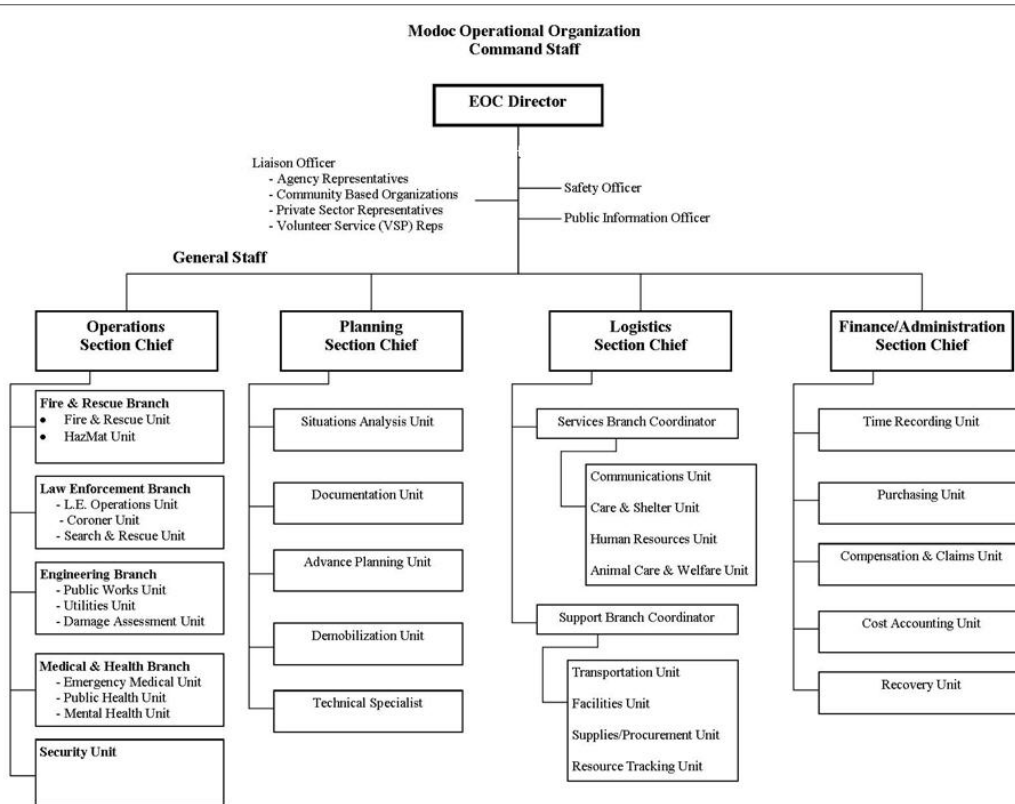 Modoc Operational Organization
Command Staff
EOC Director
Liaison Officer
- Agency Representatives
- Community Based Organizations
- Private Sector Representatives
- Volunteer Service (VSP) Reps
Safety Officer
Public Information Officer
General Staff
Operations
Section Chief
Fire & Rescue Branch
• Fire & Rescue Unit
• HazMat Unit
Law Enforcement Branch
- L.E. Operations Unit
- Coroner Unit
- Search & Rescue Unit
Engineering Branch
- Public Works Unit
- Utilities Unit
- Damage Assessment Unit
Medical & Health Branch
- Emergency Medical Unit
- Public Health Unit
- Mental Health Unit
Security Unit
Planning
Section Chief
Situations Analysis Unit
Documentation Unit
Advance Planning Unit
Demobilization Unit
Technical Specialist
Logistics
Section Chief
Services Branch Coordinator
Communications Unit
Care & Shelter Unit
Human Resources Unit
Animal Care & Welfare Unit
Support Branch Coordinator
Transportation Unit
Facilities Unit
Supplies/Procurement Unit
Resource Tracking Unit
Finance/Administration
Section Chief
Time Recording Unit
Purchasing Unit
Compensation & Claims Unit
Cost Accounting Unit
Recovery Unit